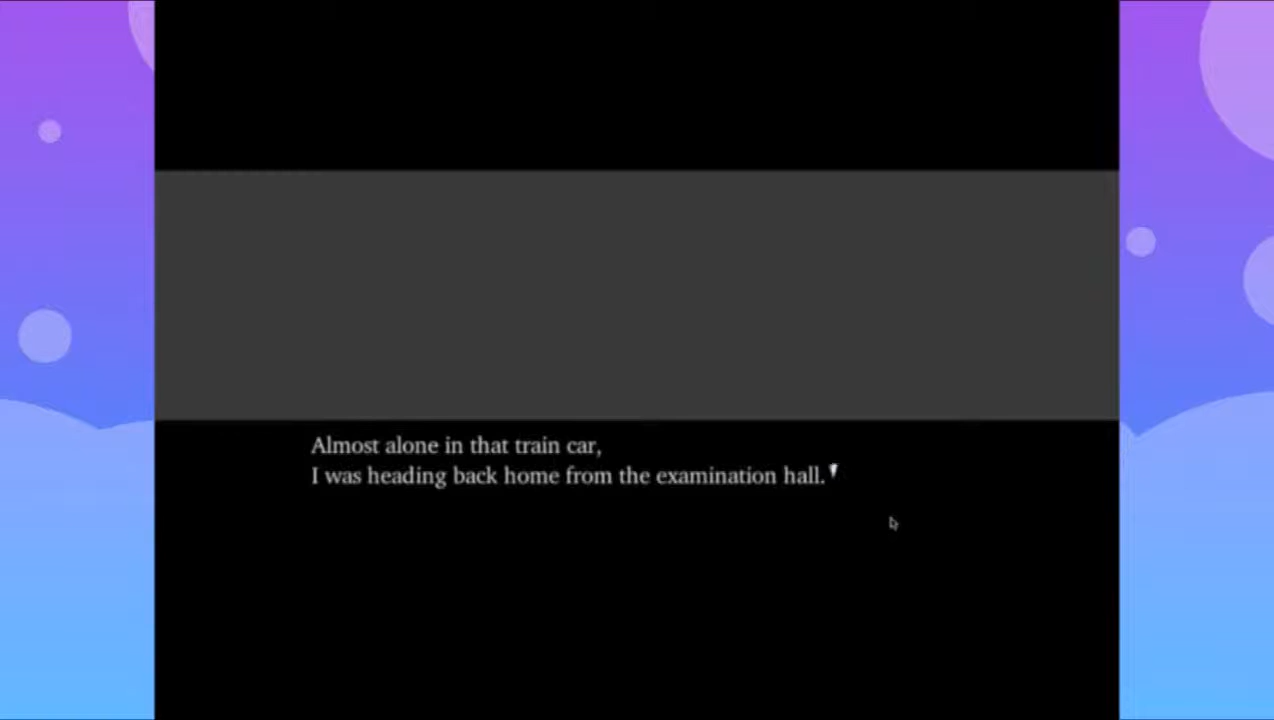 Almost alone in that train car,
I was heading back home from the examination hall.